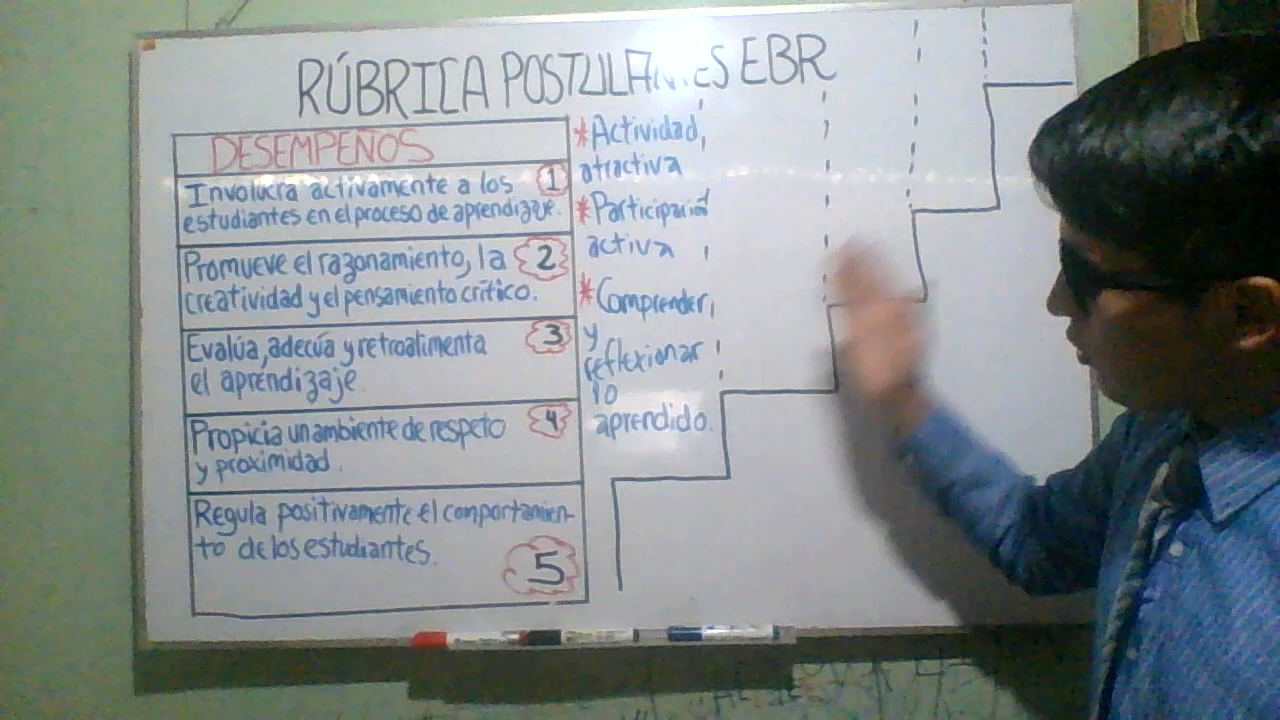 RÚBRICA POSTULANTES EBR
DESEMPEÑOS
Involucra activamente a los 1
estudiantes en el proceso de aprendizaje.
Promueve el razonamiento, la 2
creatividad y el pensamiento crítico.
Evalúa, adecúa y retroalimenta 3
el aprendizaje
Propicia un ambiente de respeto 4
y proximidad.
Regula positivamente el comportamien-
to de los estudiantes.
5
*Actividad
atractiva
*Participación
activa
*Comprender
y
reflexionar
lo
aprendido.